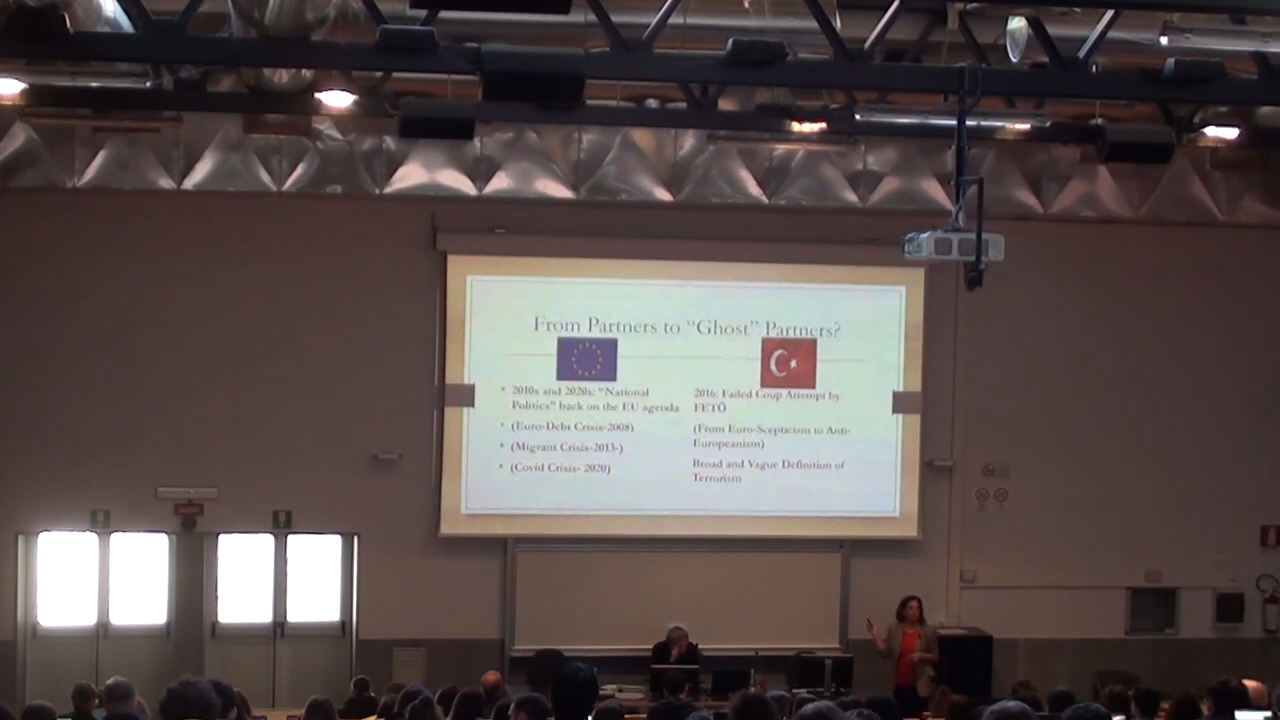 From Partners to “Ghost” Partners?
• 2010s and 2020s: “National
Politics” back on the EU agenda
• (Euro-Debt Crisis-2008)
• (Migrant Crisis-2013-)
• (Covid Crisis- 2020)
2016: Failed Coup Attempt by
FETÖ
(From Euro-Scepticism to Anti-
Europeanism)
Broad and Vague Definition of
Terrorism